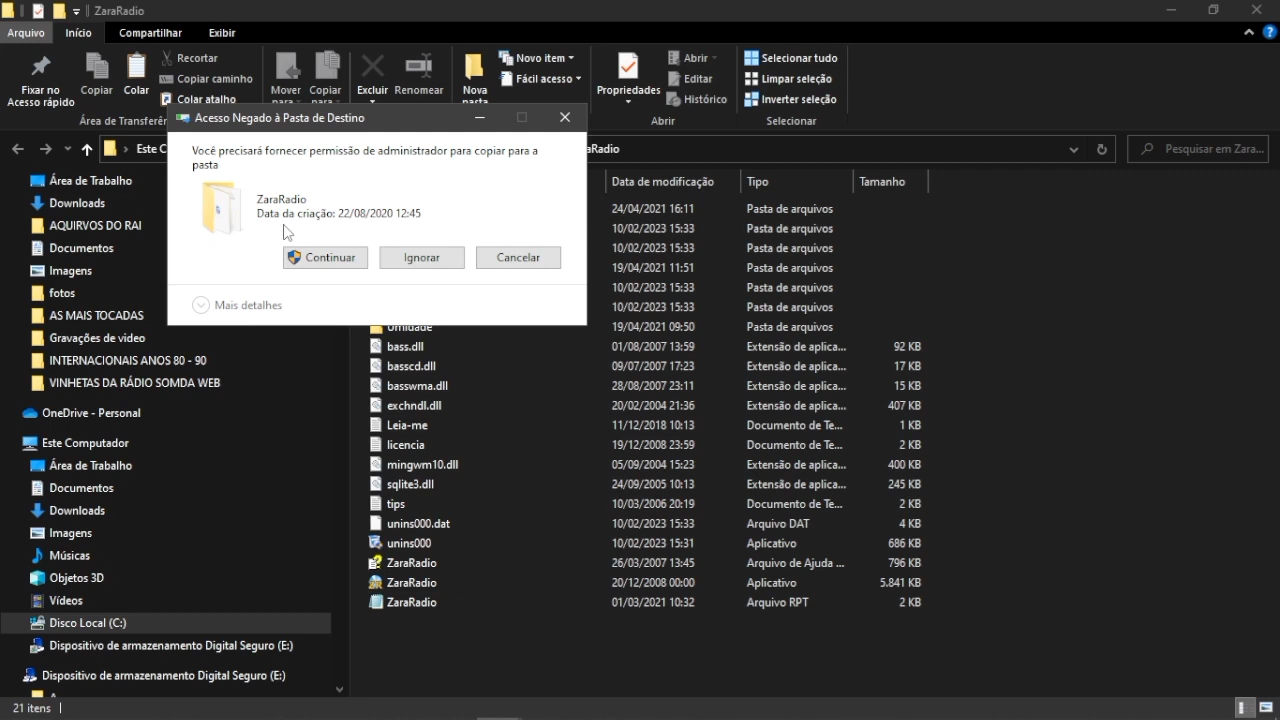 ZaraRadio
Arquivo Início Compartilhar Exibir
Fixar no
Acesso rápido
Copiar
Colar
Recortar
Copiar caminho
Colar atalho
Área de Transferên
Mover
para
Copiar
para
Excluir
Renomear
Nova
pasta
Novo item
Fácil acesso
Propriedades
Abrir
Editar
Histórico
Abrir
Selecionar tudo
Limpar seleção
Inverter seleção
Selecionar
Este C
aRadio
Pesquisar em Zara...
Acesso Negado à Pasta de Destino
Você precisará fornecer permissão de administrador para copiar para a
pasta
ZaraRadio
Data da criação: 22/08/2020 12:45
Continuar Ignorar Cancelar
Mais detalhes
Área de Trabalho
Downloads
AQUIRVOS DO RAI
Documentos
Imagens
fotos
AS MAIS TOCADAS
Gravações de video
INTERNACIONAIS ANOS 80 - 90
VINHETAS DA RÁDIO SOMDA WEB
OneDrive - Personal
Este Computador
Área de Trabalho
Documentos
Downloads
Imagens
Músicas
Objetos 3D
Vídeos
Disco Local (C:)
Dispositivo de armazenamento Digital Seguro (E:)
Dispositivo de armazenamento Digital Seguro (E:)
Data de modificação Tipo Tamanho
24/04/2021 16:11 Pasta de arquivos
10/02/2023 15:33 Pasta de arquivos
10/02/2023 15:33 Pasta de arquivos
19/04/2021 11:51 Pasta de arquivos
10/02/2023 15:33 Pasta de arquivos
10/02/2023 15:33 Pasta de arquivos
Umidade 19/04/2021 09:50 Pasta de arquivos
bass.dll 01/08/2007 13:59 Extensão de aplica... 92 KB
basscd.dll 09/07/2007 17:23 Extensão de aplica... 17 KB
basswma.dll 28/08/2007 23:11 Extensão de aplica... 15 KB
exchndl.dll 20/02/2004 21:36 Extensão de aplica... 407 KB
Leia-me 11/12/2018 10:13 Documento de Te... 1 KB
licencia 19/12/2008 23:59 Documento de Te... 2 KB
mingwm10.dll 05/09/2004 15:23 Extensão de aplica... 400 KB
sqlite3.dll 24/09/2005 10:13 Extensão de aplica... 245 KB
tips 10/03/2006 20:19 Documento de Te... 2 KB
unins000.dat 10/02/2023 15:33 Arquivo DAT 4 KB
unins000 10/02/2023 15:31 Aplicativo 686 KB
ZaraRadio 26/03/2007 13:45 Arquivo de Ajuda ... 796 KB
ZaraRadio 20/12/2008 00:00 Aplicativo 5.841 KB
ZaraRadio 01/03/2021 10:32 Arquivo RPT 2 KB
21 itens